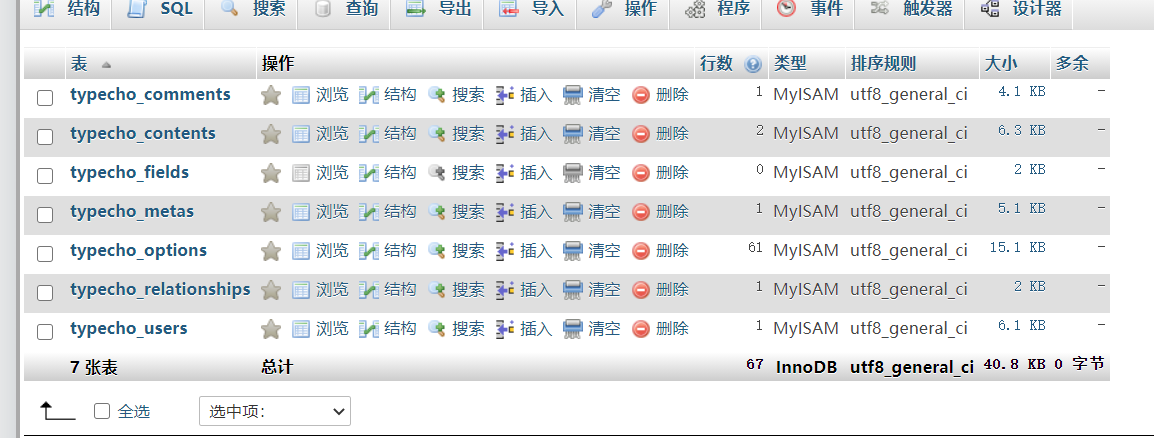 结构 SQL 搜索 查询 导出 导入 操作 程序 事件 触发器 设计器
表 操作 行数 类型 排序规则 大小 多余
typecho_comments 浏览 结构 搜索 插入 清空 删除 1 MyISAM utf8_general_ci 4.1 KB -
typecho_contents 浏览 结构 搜索 插入 清空 删除 2 MyISAM utf8_general_ci 6.3 KB -
typecho_fields 浏览 结构 搜索 插入 清空 删除 0 MyISAM utf8_general_ci 2 KB -
typecho_metas 浏览 结构 搜索 插入 清空 删除 1 MyISAM utf8_general_ci 5.1 KB -
typecho_options 浏览 结构 搜索 插入 清空 删除 61 MyISAM utf8_general_ci 15.1 KB -
typecho_relationships 浏览 结构 搜索 插入 清空 删除 1 MyISAM utf8_general_ci 2 KB -
typecho_users 浏览 结构 搜索 插入 清空 删除 1 MyISAM utf8_general_ci 6.1 KB -
7 张表 总计 67 InnoDB utf8_general_ci 40.8 KB 0 字节
全选 选中项：